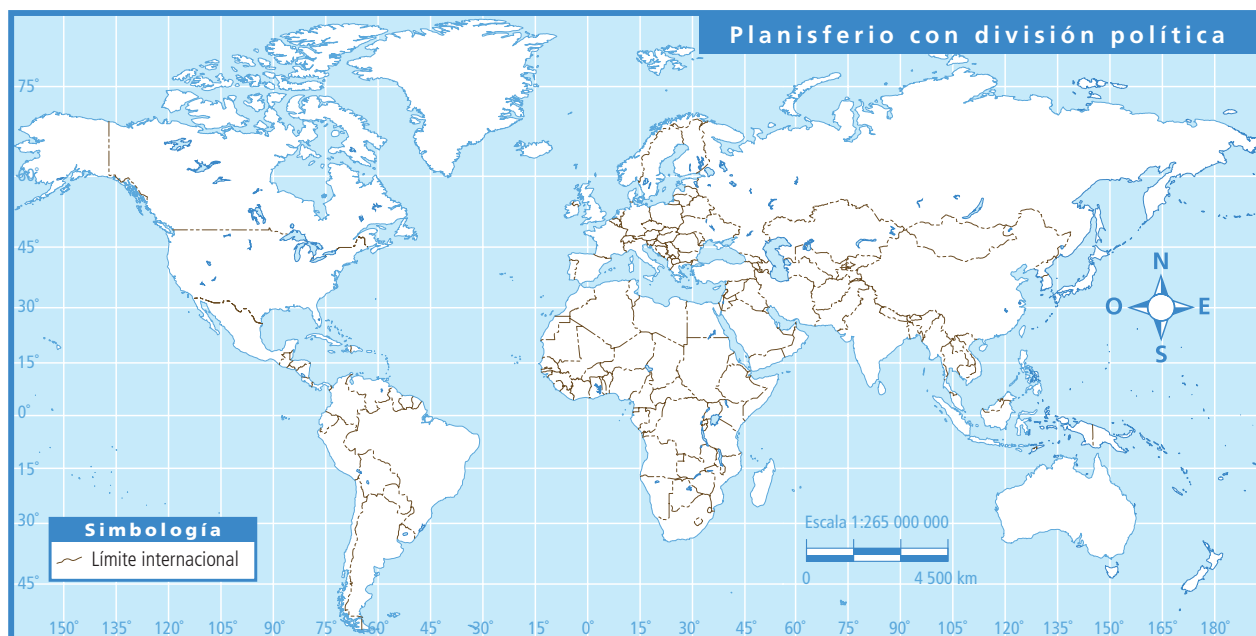 Planisferio con división política
75°
60°
45°
30°
15°
0°
15°
30°
45°
N
O E
S
Simbología
Límite internacional
Escala 1:265 000 000
0 4 500 km
150° 135° 120° 105° 90° 75° 60° 45° 30° 15° 0° 15° 30° 45° 60° 75° 90° 105° 120° 135° 150° 165° 180°